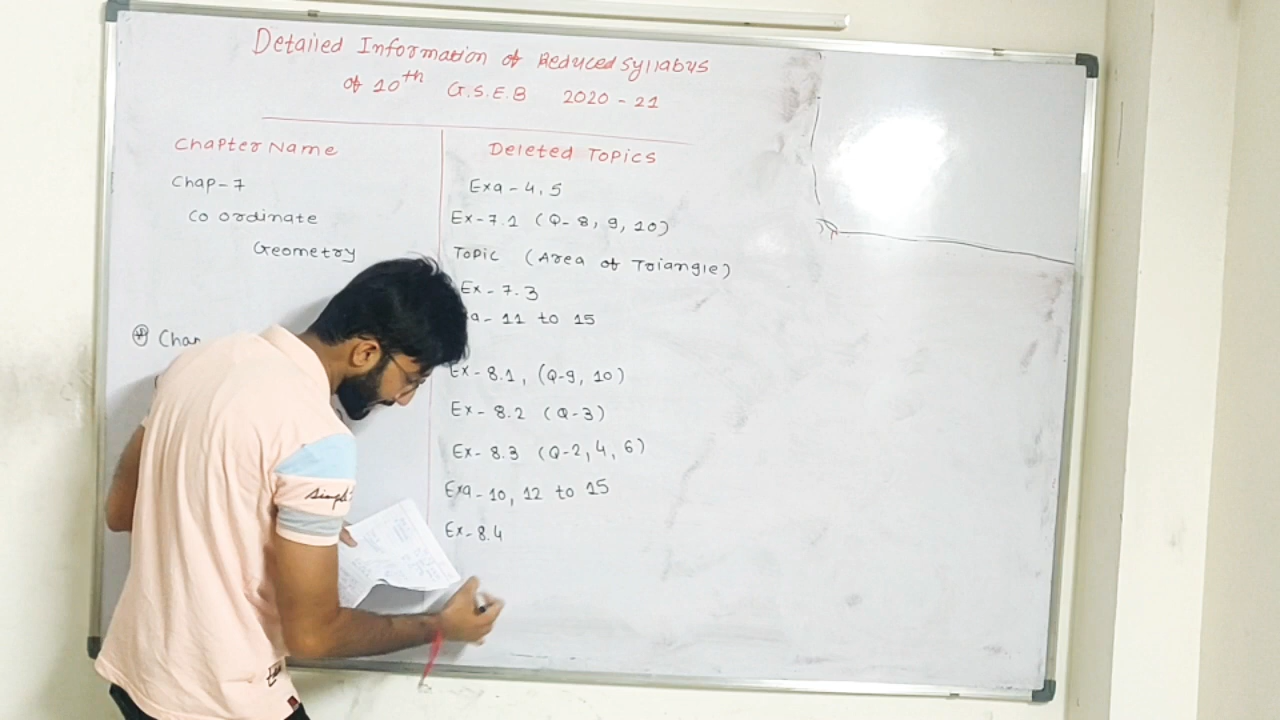 Detailed Information of Reduced Syllabus
of 10th G.S.E.B 2020-21
Chapter Name
Deleted Topics
Chap-7
Co ordinate
Geometry
Exa-4,5
Ex-7.1 (Q-8, 9, 10)
Topic (Area of Triangle)
Ex-7.3
a-11 to 15
Chap
Ex-8.1, (Q-9, 10)
Ex-8.2 (Q-3)
Ex-8.3 (Q-2, 4, 6)
Exa-10, 12 to 15
Ex-8.4
simple